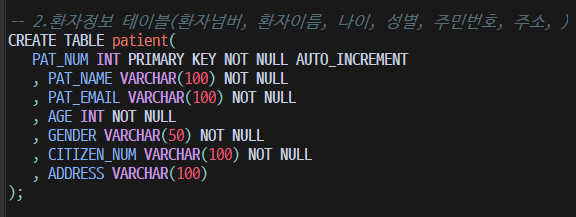 -- 2.환자정보 테이블(환자넘버, 환자이름, 나이, 성별, 주민번호, 주소, )
CREATE TABLE patient(
PAT_NUM INT PRIMARY KEY NOT NULL AUTO_INCREMENT
, PAT_NAME VARCHAR(100) NOT NULL
, PAT_EMAIL VARCHAR(100) NOT NULL
, AGE INT NOT NULL
, GENDER VARCHAR(50) NOT NULL
, CITIZEN_NUM VARCHAR(100) NOT NULL
, ADDRESS VARCHAR(100)
);